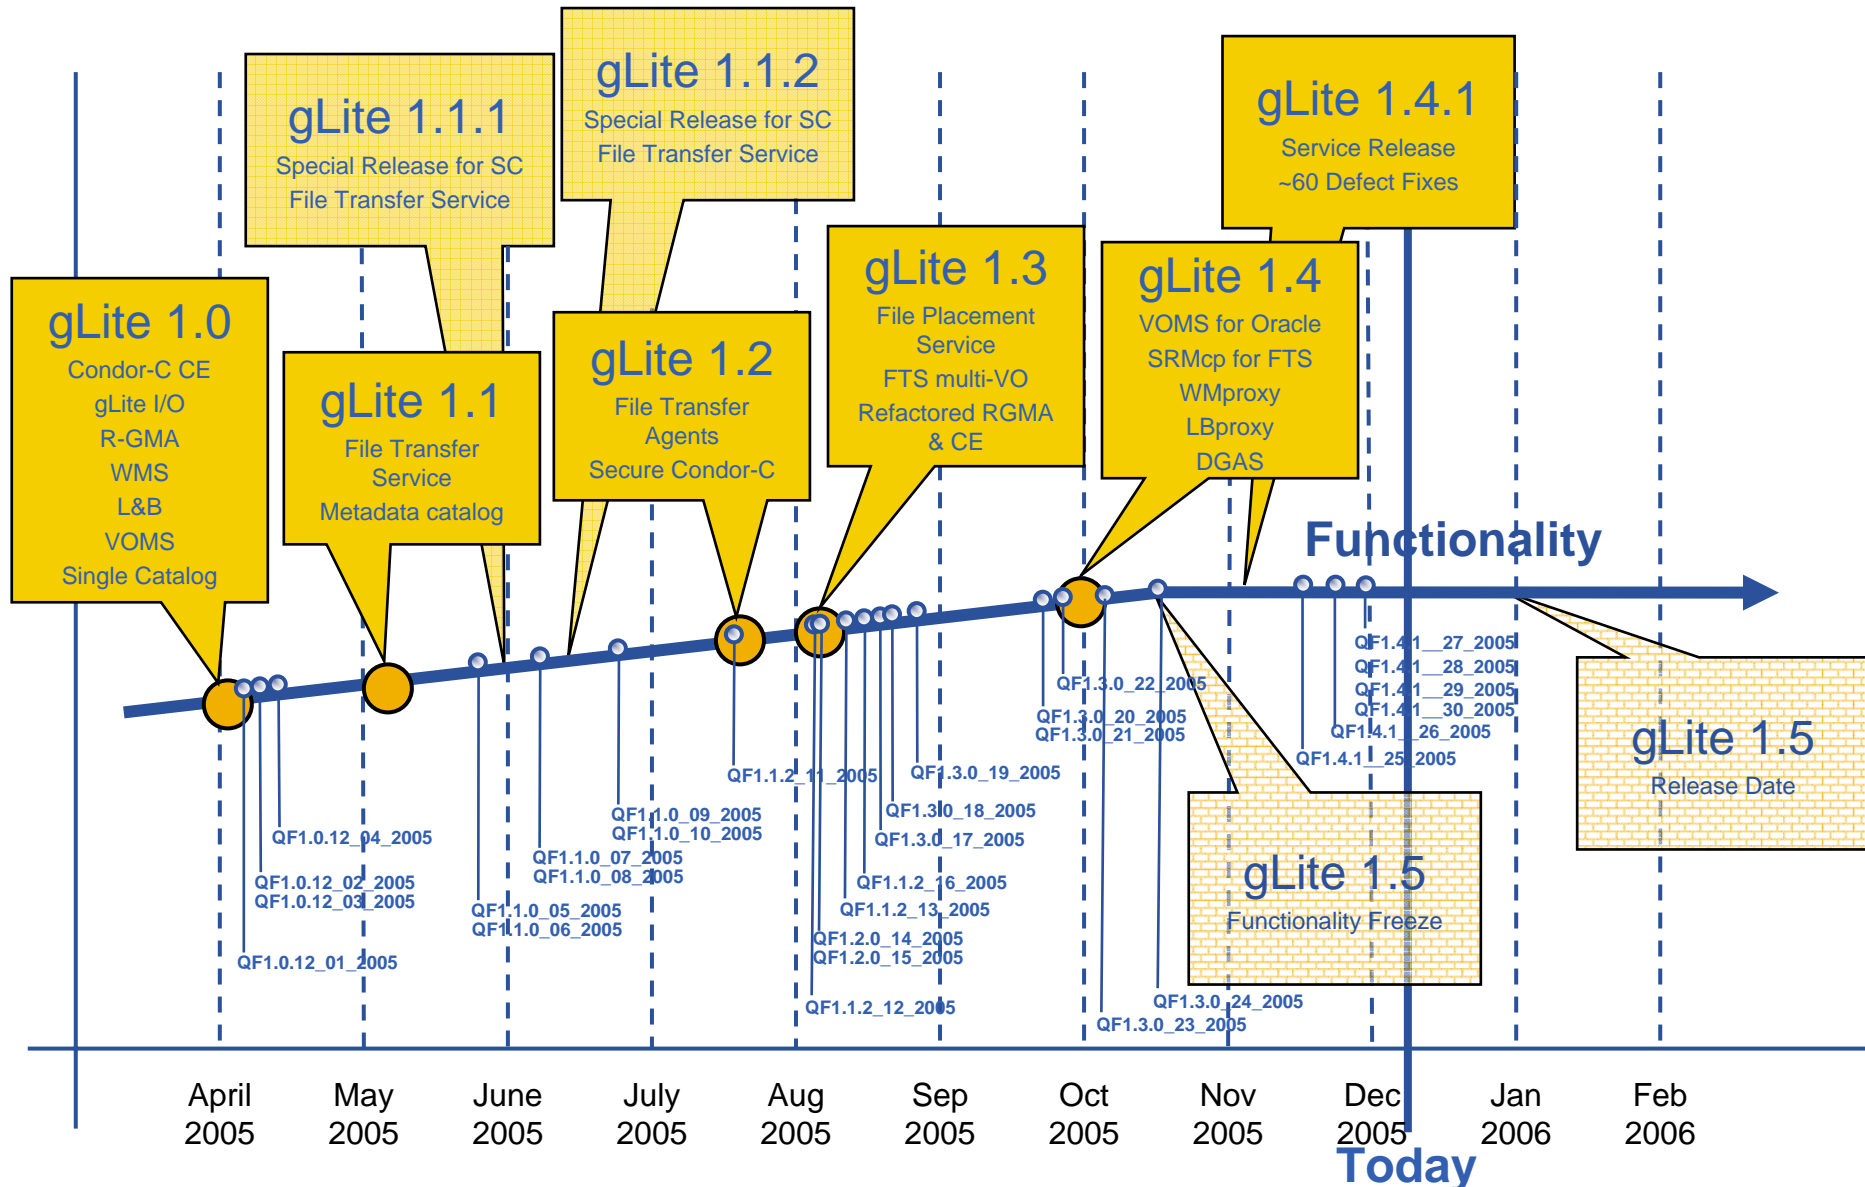 gLite 1.1.1
Special Release for SC
File Transfer Service
gLite 1.1.2
Special Release for SC
File Transfer Service
gLite 1.4.1
Service Release
~60 Defect Fixes
gLite 1.0
Condor-C CE
gLite I/O
R-GMA
WMS
L&B
VOMS
Single Catalog
gLite 1.1
File Transfer
Service
Metadata catalog
gLite 1.2
File Transfer
Agents
Secure Condor-C
gLite 1.3
File Placement
Service
FTS multi-VO
Refactored RGMA
& CE
gLite 1.4
VOMS for Oracle
SRMcp for FTS
WMproxy
LBproxy
DGAS
Functionality
QF1.0.12_04_2005
QF1.0.12_02_2005
QF1.0.12_03_2005
QF1.0.12_01_2005
QF1.1.0_05_2005
QF1.1.0_06_2005
QF1.1.0_07_2005
QF1.1.0_08_2005
QF1.1.0_09_2005
QF1.1.0_10_2005
QF1.1.2_11_2005
QF1.1.2_12_2005
QF1.2.0_14_2005
QF1.2.0_15_2005
QF1.1.2_13_2005
QF1.1.2_16_2005
QF1.3.0_17_2005
QF1.3.0_18_2005
QF1.3.0_19_2005
QF1.3.0_22_2005
QF1.3.0_20_2005
QF1.3.0_21_2005
QF1.3.0_24_2005
QF1.3.0_23_2005
QF1.4.1__27_2005
QF1.4.1__28_2005
QF1.4.1__29_2005
QF1.4.1__30_2005
QF1.4.1__26_2005
QF1.4.1__25_2005
gLite 1.5
Functionality Freeze
gLite 1.5
Release Date
April
2005
May
2005
June
2005
July
2005
Aug
2005
Sep
2005
Oct
2005
Nov
2005
Dec
2005
Jan
2006
Feb
2006
Today